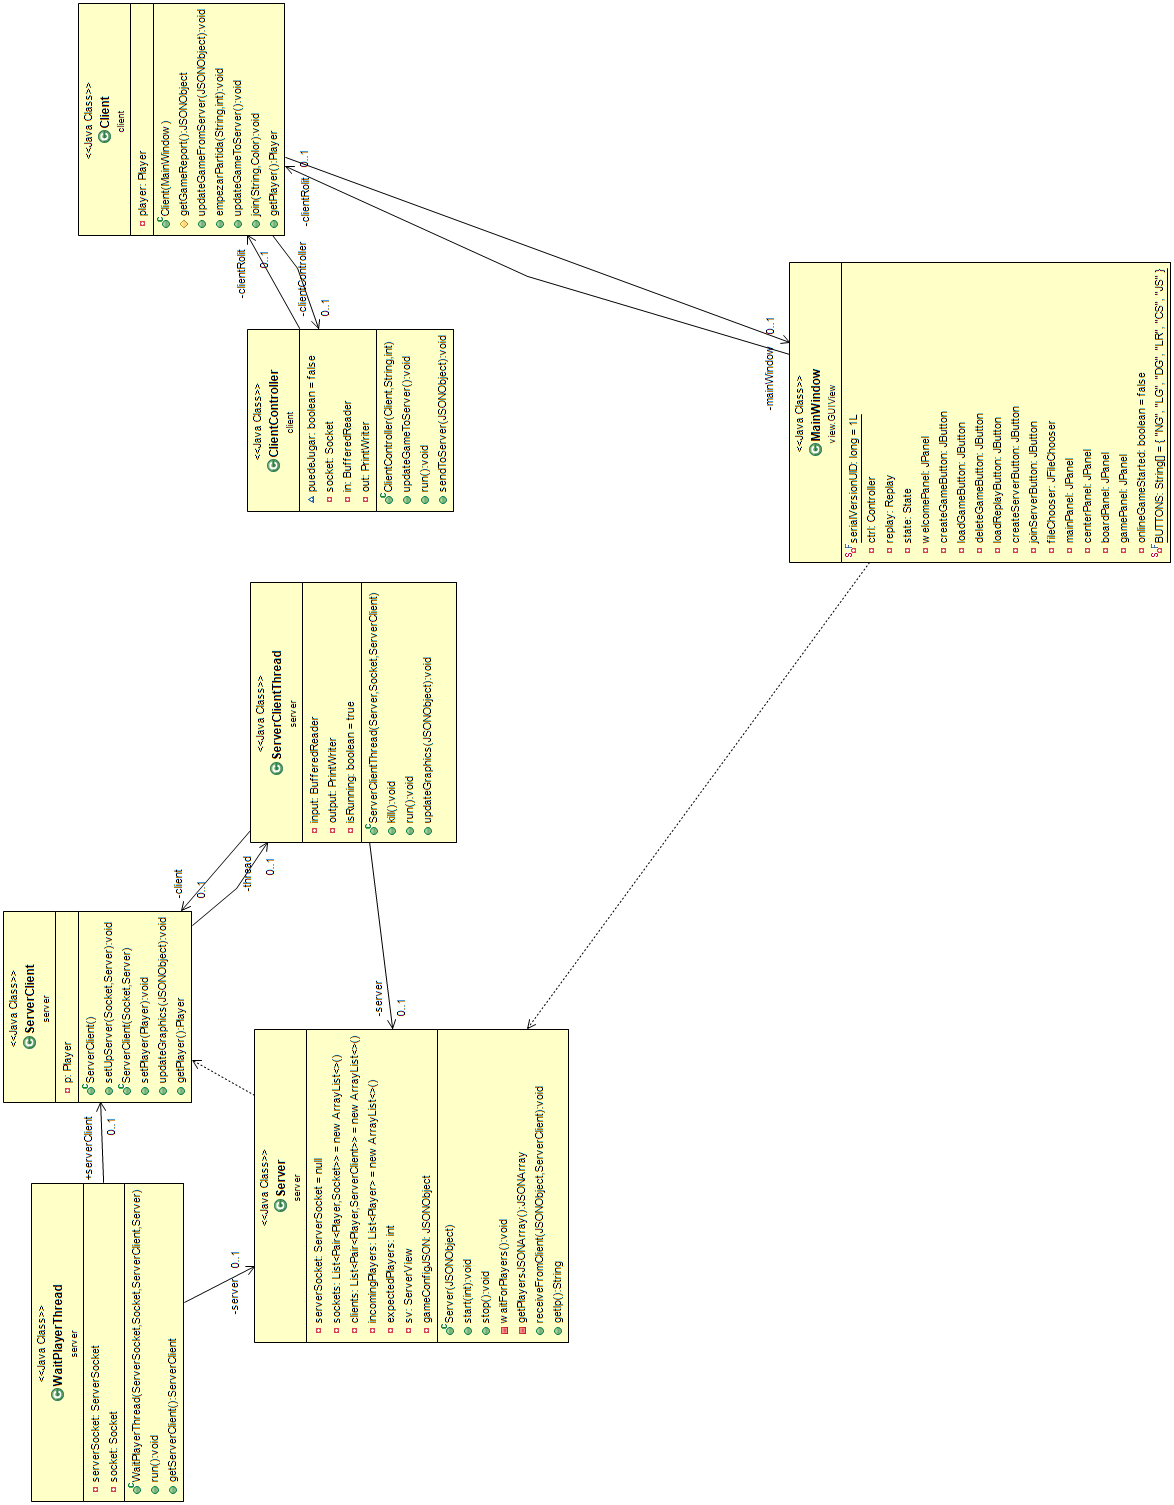 <<Java Class>>
WaitPlayerThread
server
serverSocket: ServerSocket
socket: Socket
WaitPlayerThread(ServerSocket,Socket,ServerClient,Server)
run():void
getServerClient():ServerClient
+serverClient
0..1
-server
0..1
<<Java Class>>
ServerClient
server
p: Player
ServerClient()
setUpServer(Socket,Server):void
ServerClient(Socket,Server)
setPlayer(Player):void
updateGraphics(JSONObject):void
getPlayer():Player
-client
0..1
-thread
0..1
<<Java Class>>
Server
server
serverSocket: ServerSocket = null
sockets: List<Pair<Player,Socket>> = new ArrayList<>()
clients: List<Pair<Player,ServerClient>> = new ArrayList<>()
incomingPlayers: List<Player> = new ArrayList<>()
expectedPlayers: int
sv: ServerView
gameConfigJSON: JSONObject
Server(JSONObject)
start(int):void
stop():void
waitForPlayers():void
getPlayersJSONArray():JSONArray
receiveFromClient(JSONObject,ServerClient):void
getIp():String
-server
0..1
<<Java Class>>
ServerClientThread
server
input: BufferedReader
output: PrintWriter
isRunning: boolean = true
ServerClientThread(Server,Socket,ServerClient)
kill():void
run():void
updateGraphics(JSONObject):void
<<Java Class>>
Client
client
player: Player
Client(MainWindow)
getGameReport():JSONObject
updateGameFromServer(JSONObject):void
empezarPartida(String,int):void
updateGameToServer():void
join(String,Color):void
getPlayer():Player
-clientRolit
0..1
-clientController
0..1
-clientRolit
0..1
<<Java Class>>
ClientController
client
puedeJugar: boolean = false
socket: Socket
in: BufferedReader
out: PrintWriter
ClientController(Client,String,int)
updateGameToServer():void
run():void
sendToServer(JSONObject):void
-mainWindow
0..1
<<Java Class>>
MainWindow
view.GUIView
serialVersionUID: long = 1L
ctrl: Controller
replay: Replay
state: State
welcomePanel: JPanel
createGameButton: JButton
loadGameButton: JButton
deleteGameButton: JButton
loadReplayButton: JButton
createServerButton: JButton
joinServerButton: JButton
fileChooser: JFileChooser
mainPanel: JPanel
centerPanel: JPanel
boardPanel: JPanel
gamePanel: JPanel
onlineGameStarted: boolean = false
BUTTONS: String[] = { "NG", "LG", "DG", "LR", "CS", "JS" }